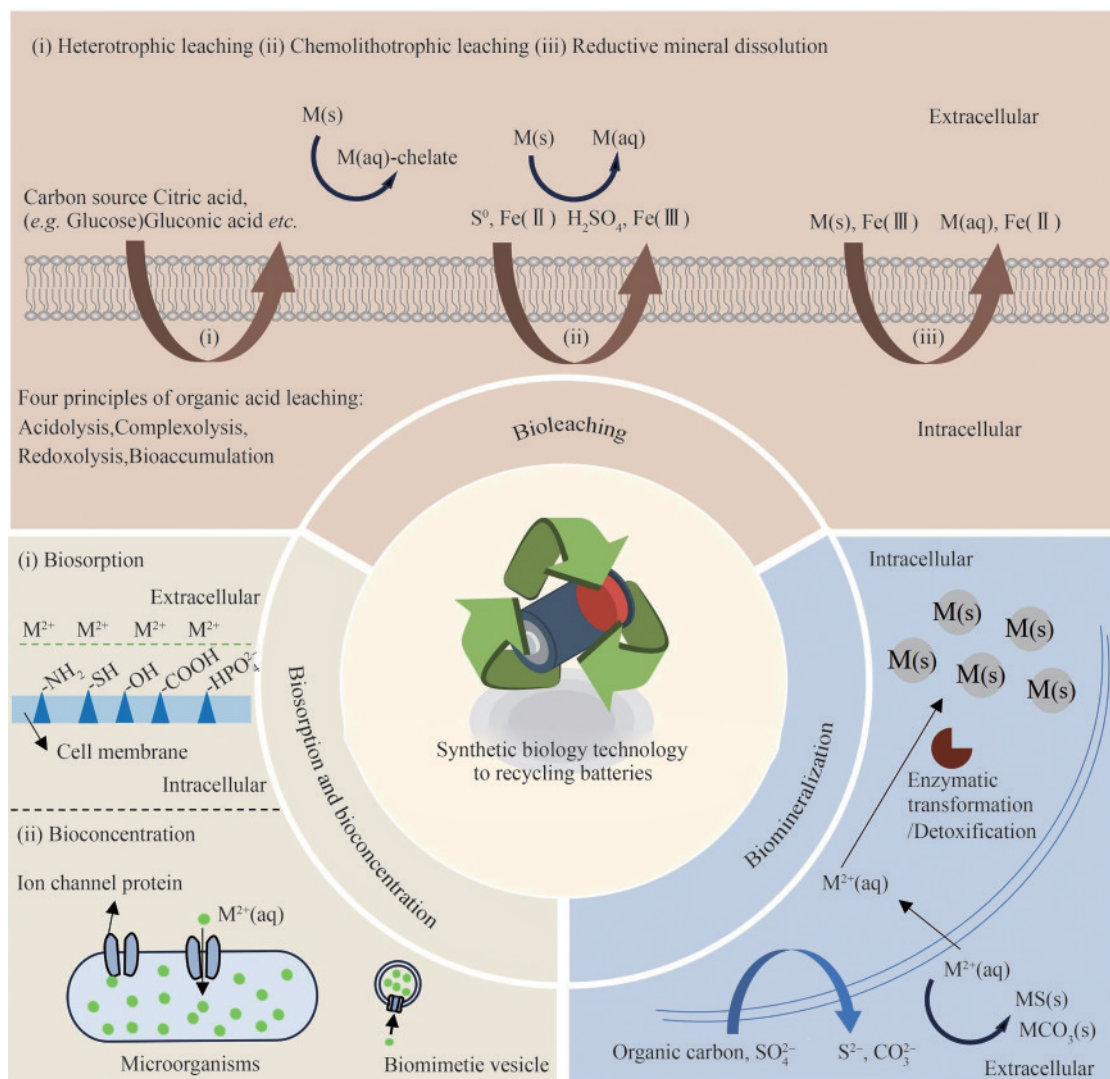 (i) Heterotrophic leaching (ii) Chemolithotrophic leaching (iii) Reductive mineral dissolution
M(s)
M(aq)-chelate
Carbon source Citric acid,
(e.g. Glucose)Gluconic acid etc.
(i)
M(s)
M(aq)
S⁰, Fe(Ⅱ) H₂SO₄, Fe(Ⅲ)
(ii)
Extracellular
M(s), Fe(Ⅲ) M(aq), Fe(Ⅱ)
(iii)
Intracellular
Four principles of organic acid leaching:
Acidolysis,Complexolysis,
Redoxolysis,Bioaccumulation
Bioleaching
(i) Biosorption
Extracellular
M²⁺ M²⁺ M²⁺ M²⁺
-NH₂ -SH -OH -COOH -HPO₄²⁻
Cell membrane
Intracellular
(ii) Bioconcentration
Ion channel protein
M²⁺(aq)
Microorganisms
Biomimetie vesicle
Biosorption and bioconcentration
Synthetic biology technology
to recycling batteries
Biomineralization
Intracellular
M(s)
M(s)
M(s)
M(s)
M(s)
Enzymatic
transformation
/Detoxification
M²⁺(aq)
M²⁺(aq)
MS(s)
MCO₃(s)
Organic carbon, SO₄²⁻ S²⁻, CO₃²⁻
Extracellular